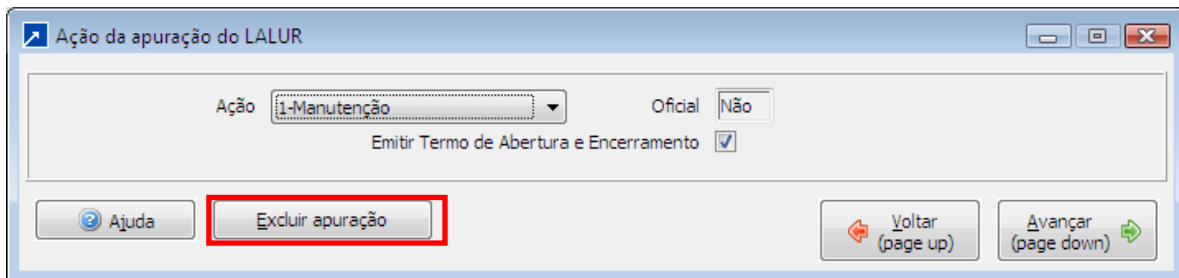 Ação da apuração do LALUR
Ação 1-Manutenção Oficial Não
Emitir Termo de Abertura e Encerramento
Ajuda Excluir apuração Voltar Avançar
(page up) (page down)